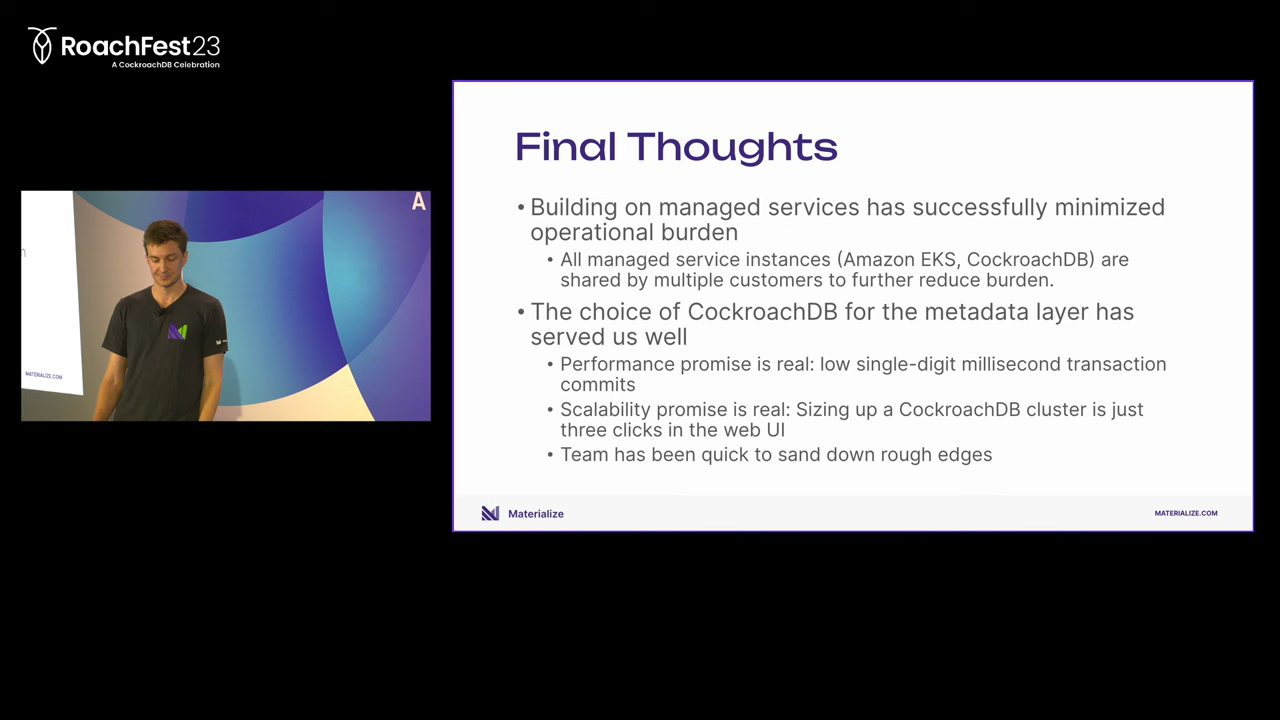 RoachFest23
A CockroachDB Celebration
A
MATERIALIZE.COM
Final Thoughts
• Building on managed services has successfully minimized
operational burden
• All managed service instances (Amazon EKS, CockroachDB) are
shared by multiple customers to further reduce burden.
• The choice of CockroachDB for the metadata layer has
served us well
• Performance promise is real: low single-digit millisecond transaction
commits
• Scalability promise is real: Sizing up a CockroachDB cluster is just
three clicks in the web UI
• Team has been quick to sand down rough edges
Materialize
MATERIALIZE.COM